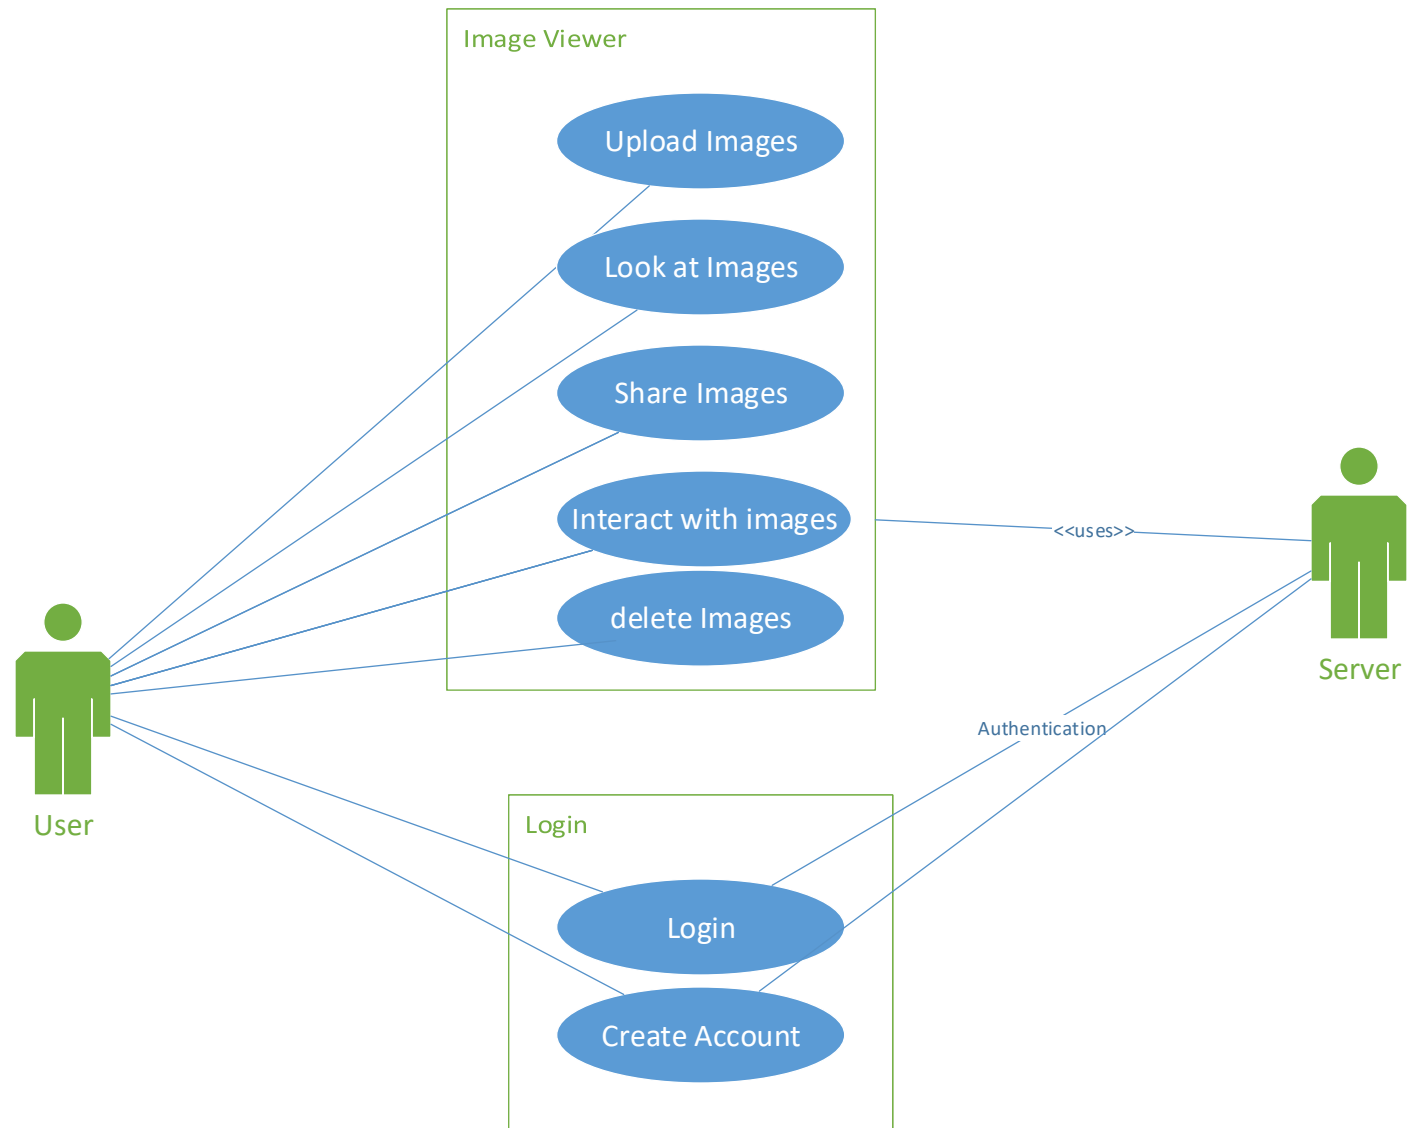 Image Viewer
Upload Images
Look at Images
Share Images
Interact with images
<<uses>>
delete Images
Server
Authentication
User
Login
Login
Create Account